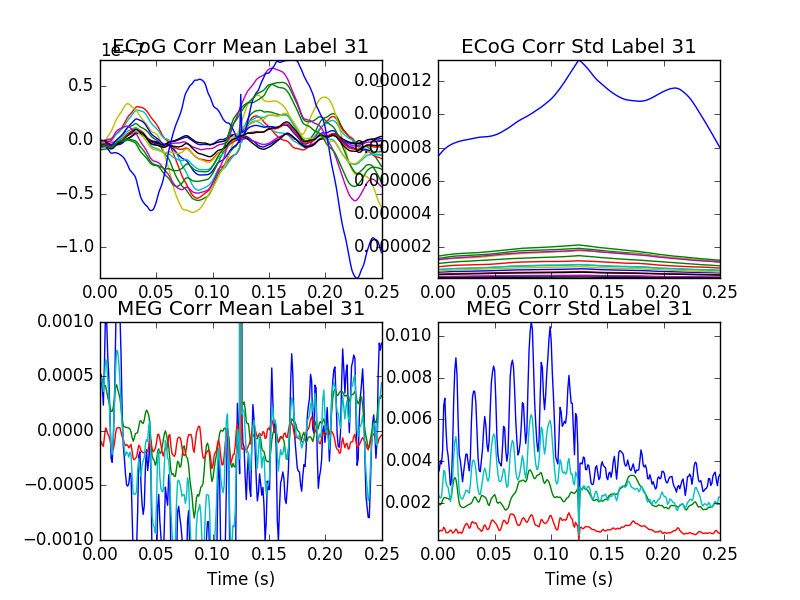 ECoG Corr Mean Label 31
1e−7
0.5
0.0
−0.5
−1.0
0.00 0.05 0.10 0.15 0.20 0.25
ECoG Corr Std Label 31
0.000012
0.000010
0.000008
0.000006
0.000004
0.000002
0.00 0.05 0.10 0.15 0.20 0.25
MEG Corr Mean Label 31
0.0010
0.0005
0.0000
−0.0005
−0.0010
0.00 0.05 0.10 0.15 0.20 0.25
Time (s)
MEG Corr Std Label 31
0.010
0.008
0.006
0.004
0.002
0.00 0.05 0.10 0.15 0.20 0.25
Time (s)